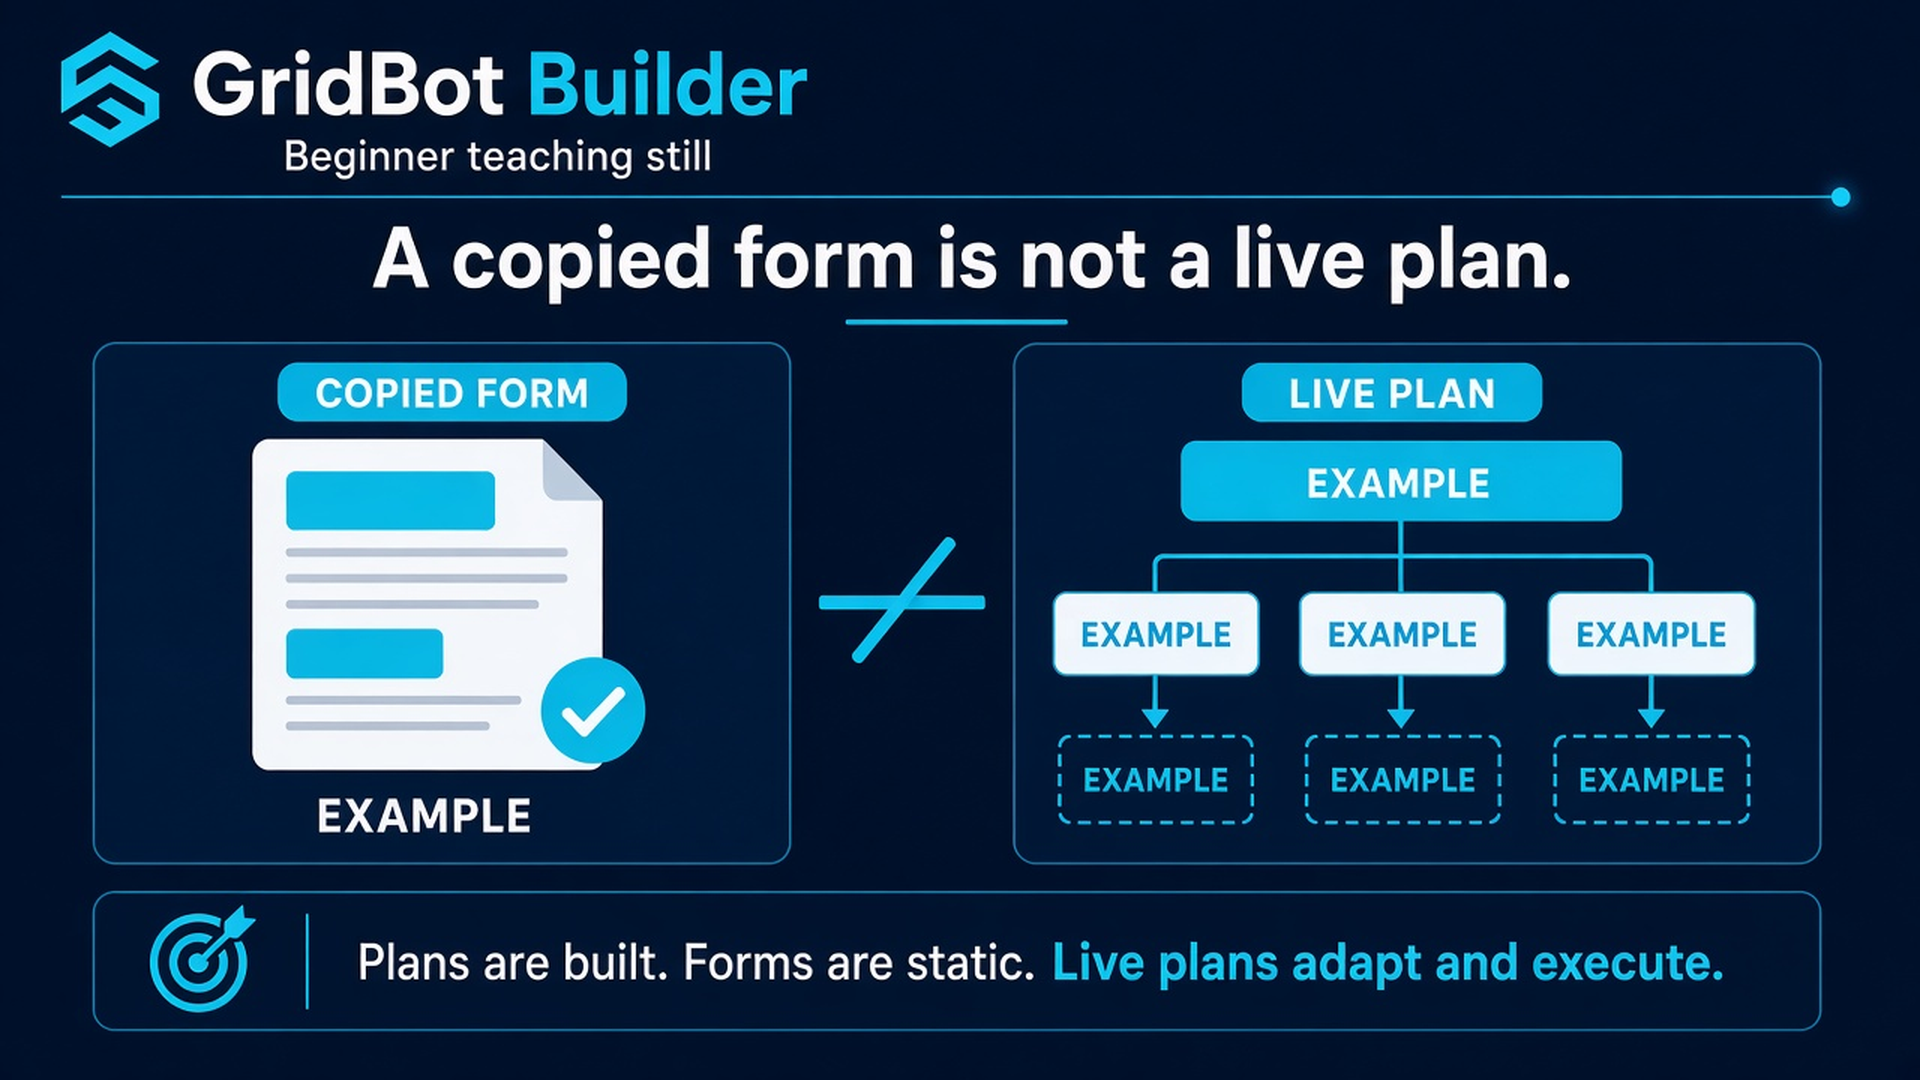 GridBot Builder
Beginner teaching still
A copied form is not a live plan.
COPIED FORM
EXAMPLE
LIVE PLAN
EXAMPLE
EXAMPLE EXAMPLE EXAMPLE
EXAMPLE EXAMPLE EXAMPLE
Plans are built. Forms are static. Live plans adapt and execute.